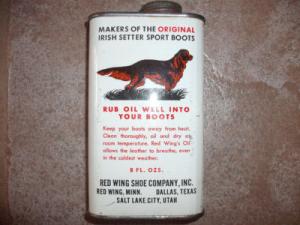 MAKERS OF THE ORIGINAL
IRISH SETTER SPORT BOOTS
RUB OIL WELL INTO
YOUR BOOTS
Keep your boots away from heat.
Clean thoroughly, oil and dry at
room temperature. Red Wing's Oil
allows the leather to breathe, even
in the coldest weather.
8 FL. OZS.
RED WING SHOE COMPANY, INC.
RED WING, MINN. DALLAS, TEXAS
SALT LAKE CITY, UTAH